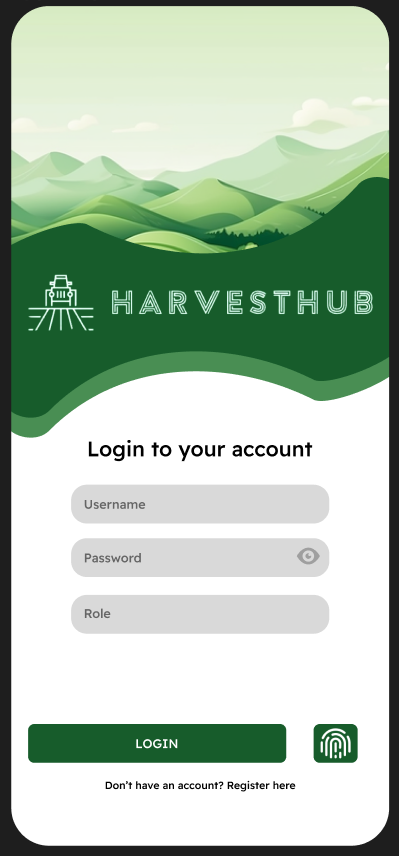 HARVESTHUB
Login to your account
Username
Password
Role
LOGIN
Don't have an account? Register here